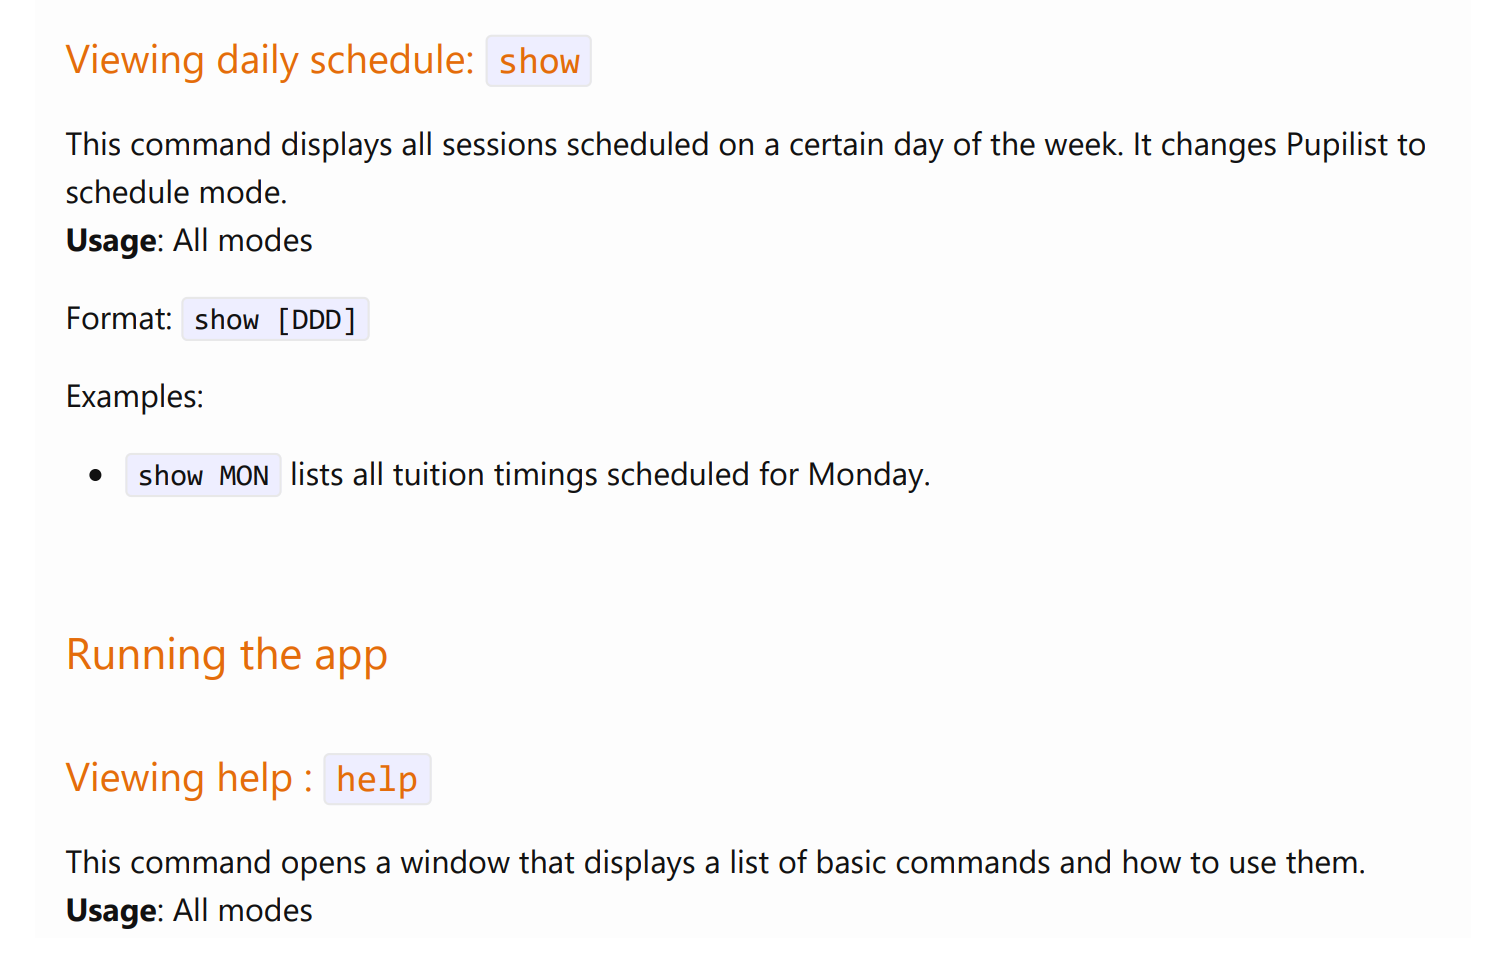 Viewing daily schedule: show
This command displays all sessions scheduled on a certain day of the week. It changes Pupilist to
schedule mode.
Usage: All modes
Format: show [DDD]
Examples:
• show MON lists all tuition timings scheduled for Monday.
Running the app
Viewing help : help
This command opens a window that displays a list of basic commands and how to use them.
Usage: All modes